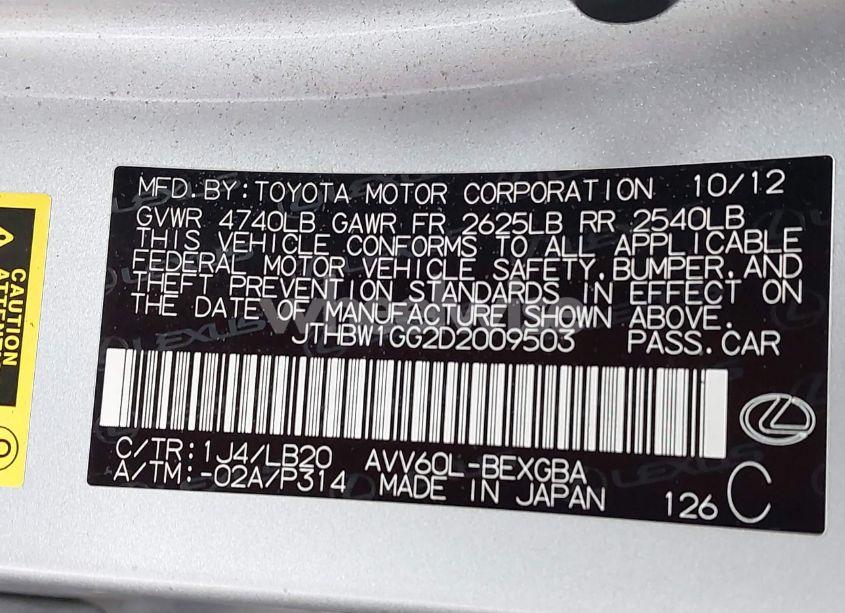 MFD. BY: TOYOTA MOTOR CORPORATION 10/12
GVWR 4740LB GAWR FR 2625LB RR 2540LB
THIS VEHICLE CONFORMS TO ALL APPLICABLE
FEDERAL MOTOR VEHICLE SAFETY, BUMPER, AND
THEFT PREVENTION STANDARDS IN EFFECT ON
THE DATE OF MANUFACTURE SHOWN ABOVE.
JTHBW1GG2D2009503 PASS. CAR
C/TR: 1J4/LB20 AVV60L-BEXGBA
A/TM: -02A/P314 MADE IN JAPAN
126 C
CAUTION
LEXUS